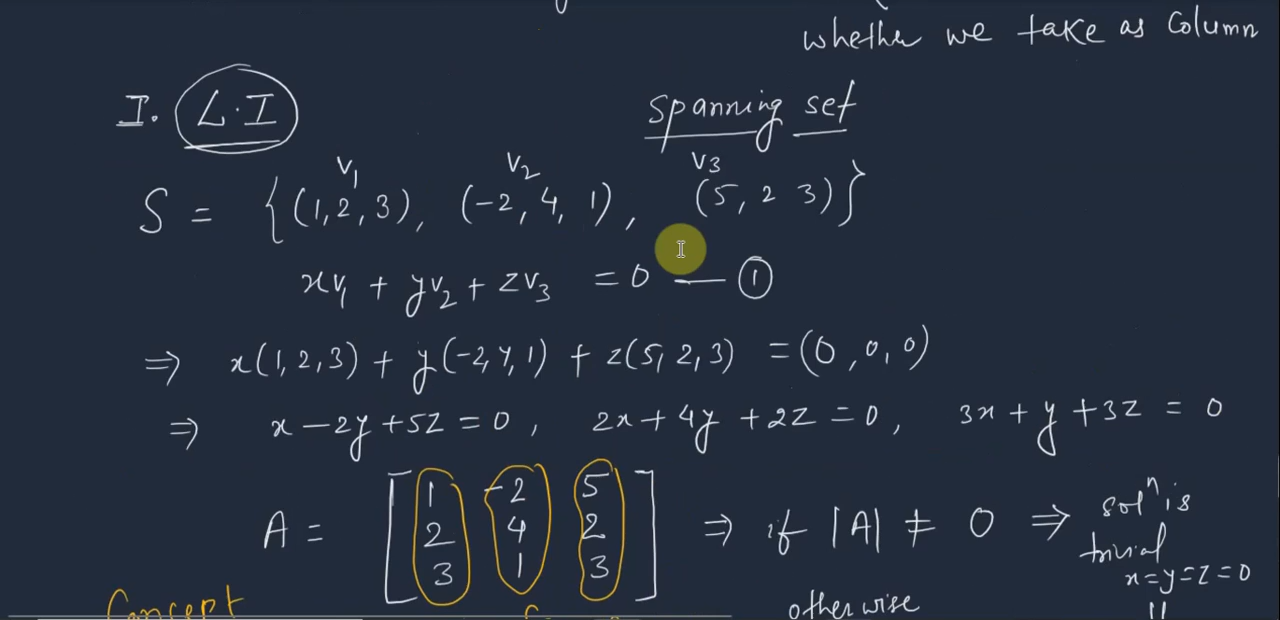 whether we take as Column
I. L.I
Spanning set
v1 v2 v3
S = {(1,2,3), (-2,4,1), (5,2 3)}
xv1 + yv2 + zv3 = 0 — ①
⇒ x(1,2,3) + y(-2,4,1) + z(5,2,3) = (0,0,0)
⇒ x-2y+5z=0, 2x+4y+2z=0, 3x+y+3z = 0
A = [1 -2 5
2 4 2
3 1 3] ⇒ if |A| ≠ 0 ⇒ solⁿ is
trivial
x=y=z=0
Concept
otherwise